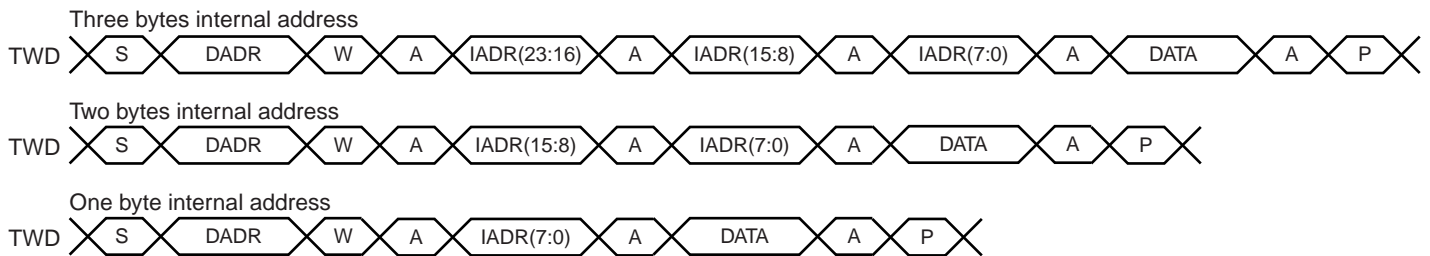 Three bytes internal address
TWD S DADR W A IADR(23:16) A IADR(15:8) A IADR(7:0) A DATA A P
Two bytes internal address
TWD S DADR W A IADR(15:8) A IADR(7:0) A DATA A P
One byte internal address
TWD S DADR W A IADR(7:0) A DATA A P